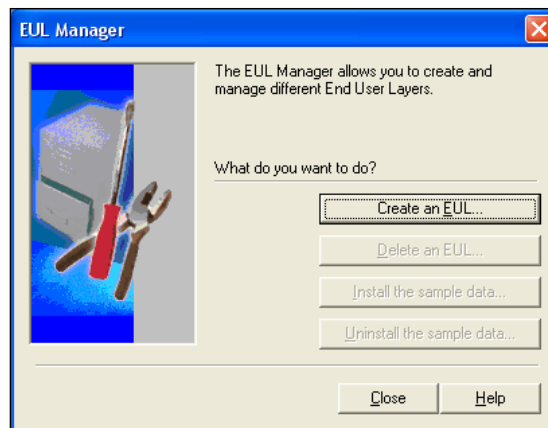 EUL Manager
The EUL Manager allows you to create and
manage different End User Layers.
What do you want to do?
Create an EUL...
Delete an EUL...
Install the sample data...
Uninstall the sample data...
Close
Help